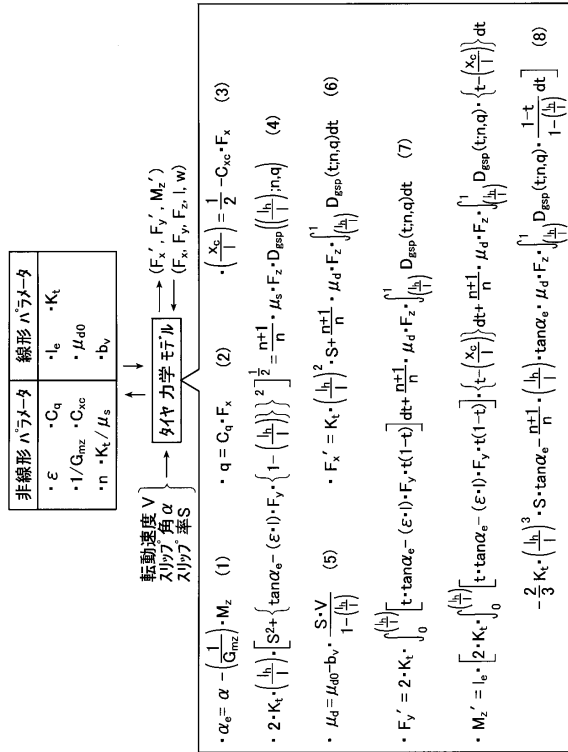 非線形 パラメータ 線形 パラメータ
・ε ・C_q ・l_e ・K_t
・1/G_mz ・C_xc ・μ_d0
・n ・K_t/μ_s ・b_v
転動速度 V
スリップ角 α
スリップ率 S
タイヤ 力学 モデル
(F_x′, F_y′, M_z′)
(F_x, F_y, F_z, l, w)
・α_e = α − (1/G_mz)・M_z (1) ・q = C_q・F_x (2) ・(x_c/l) = 1/2 − C_xc・F_x (3)
・2・K_t・(l_h/l)・[S^2+{tanα_e−(ε・l)・F_y・{1−(l_h/l)}}^2]^{1/2} = (n+1)/n・μ_s・F_z・D_gsp((l_h/l);n,q) (4)
・μ_d = μ_d0−b_v・(S・V)/(1−(l_h/l)) (5) ・F_x′ = K_t・(l_h/l)^2・S+(n+1)/n・μ_d・F_z・∫_{(l_h/l)}^1 D_gsp(t;n,q)dt (6)
・F_y′ = 2・K_t・∫_0^{(l_h/l)}[t・tanα_e−(ε・l)・F_y・t(1−t)]dt+(n+1)/n・μ_d・F_z・∫_{(l_h/l)}^1 D_gsp(t;n,q)dt (7)
・M_z′ = l_e・[2・K_t・∫_0^{(l_h/l)}[t・tanα_e−(ε・l)・F_y・t(1−t)]・{t−(x_c/l)}dt+(n+1)/n・μ_d・F_z・∫_{(l_h/l)}^1 D_gsp(t;n,q)・{t−(x_c/l)}dt
−2/3 K_t・(l_h/l)^3・S・tanα_e−(n+1)/n・(l_h/l)・tanα_e・μ_d・F_z・∫_{(l_h/l)}^1 D_gsp(t;n,q)・(1−t)/(1−(l_h/l))dt] (8)